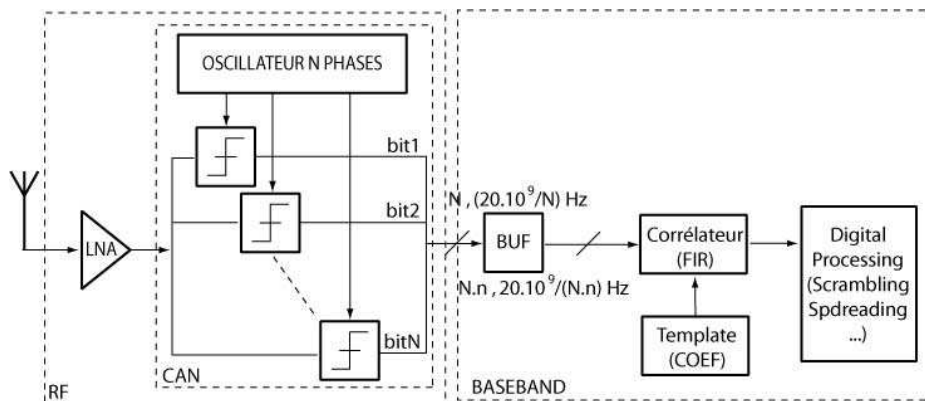 OSCILLATEUR N PHASES
bit1
bit2
bitN
LNA
CAN
RF
N , (20.10⁹/N) Hz
BUF
N.n , 20.10⁹/(N.n) Hz
Corrélateur
(FIR)
Template
(COEF)
Digital
Processing
(Scrambling
Spdreading
...)
BASEBAND